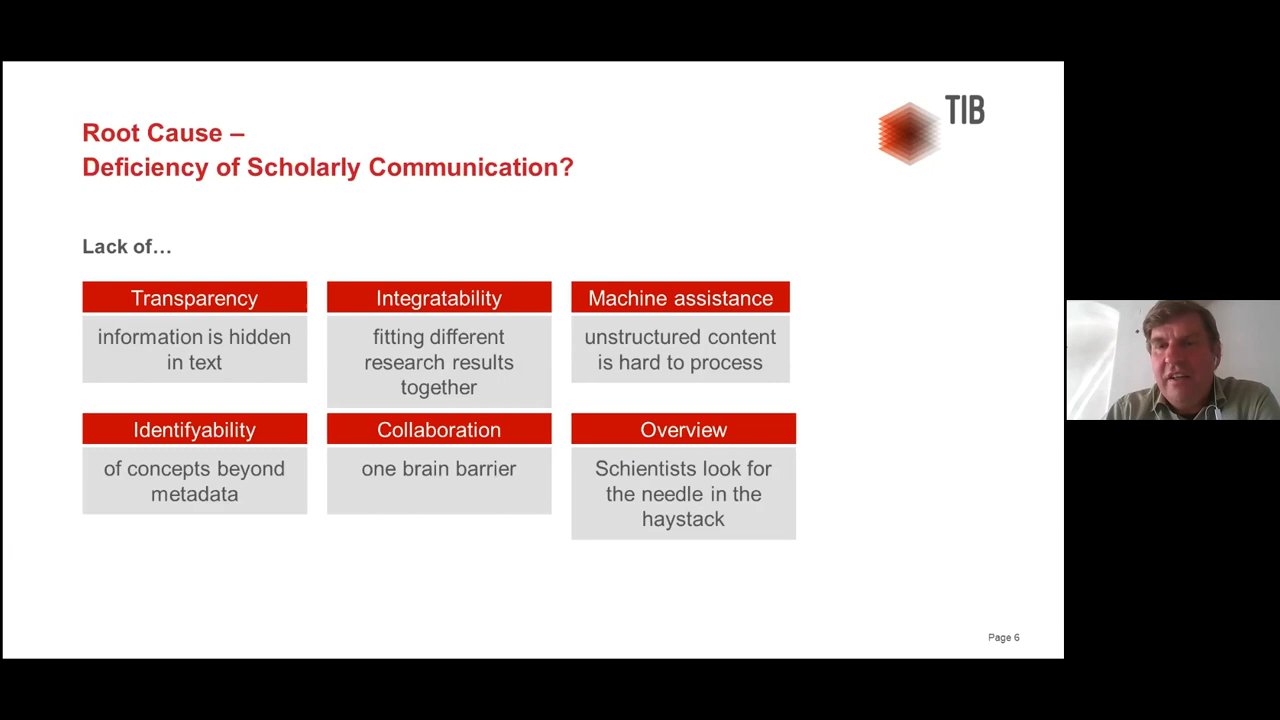 TIB
Root Cause –
Deficiency of Scholarly Communication?
Lack of…
Transparency
information is hidden
in text
Integratability
fitting different
research results
together
Machine assistance
unstructured content
is hard to process
Identifyability
of concepts beyond
metadata
Collaboration
one brain barrier
Overview
Schientists look for
the needle in the
haystack
Page 6